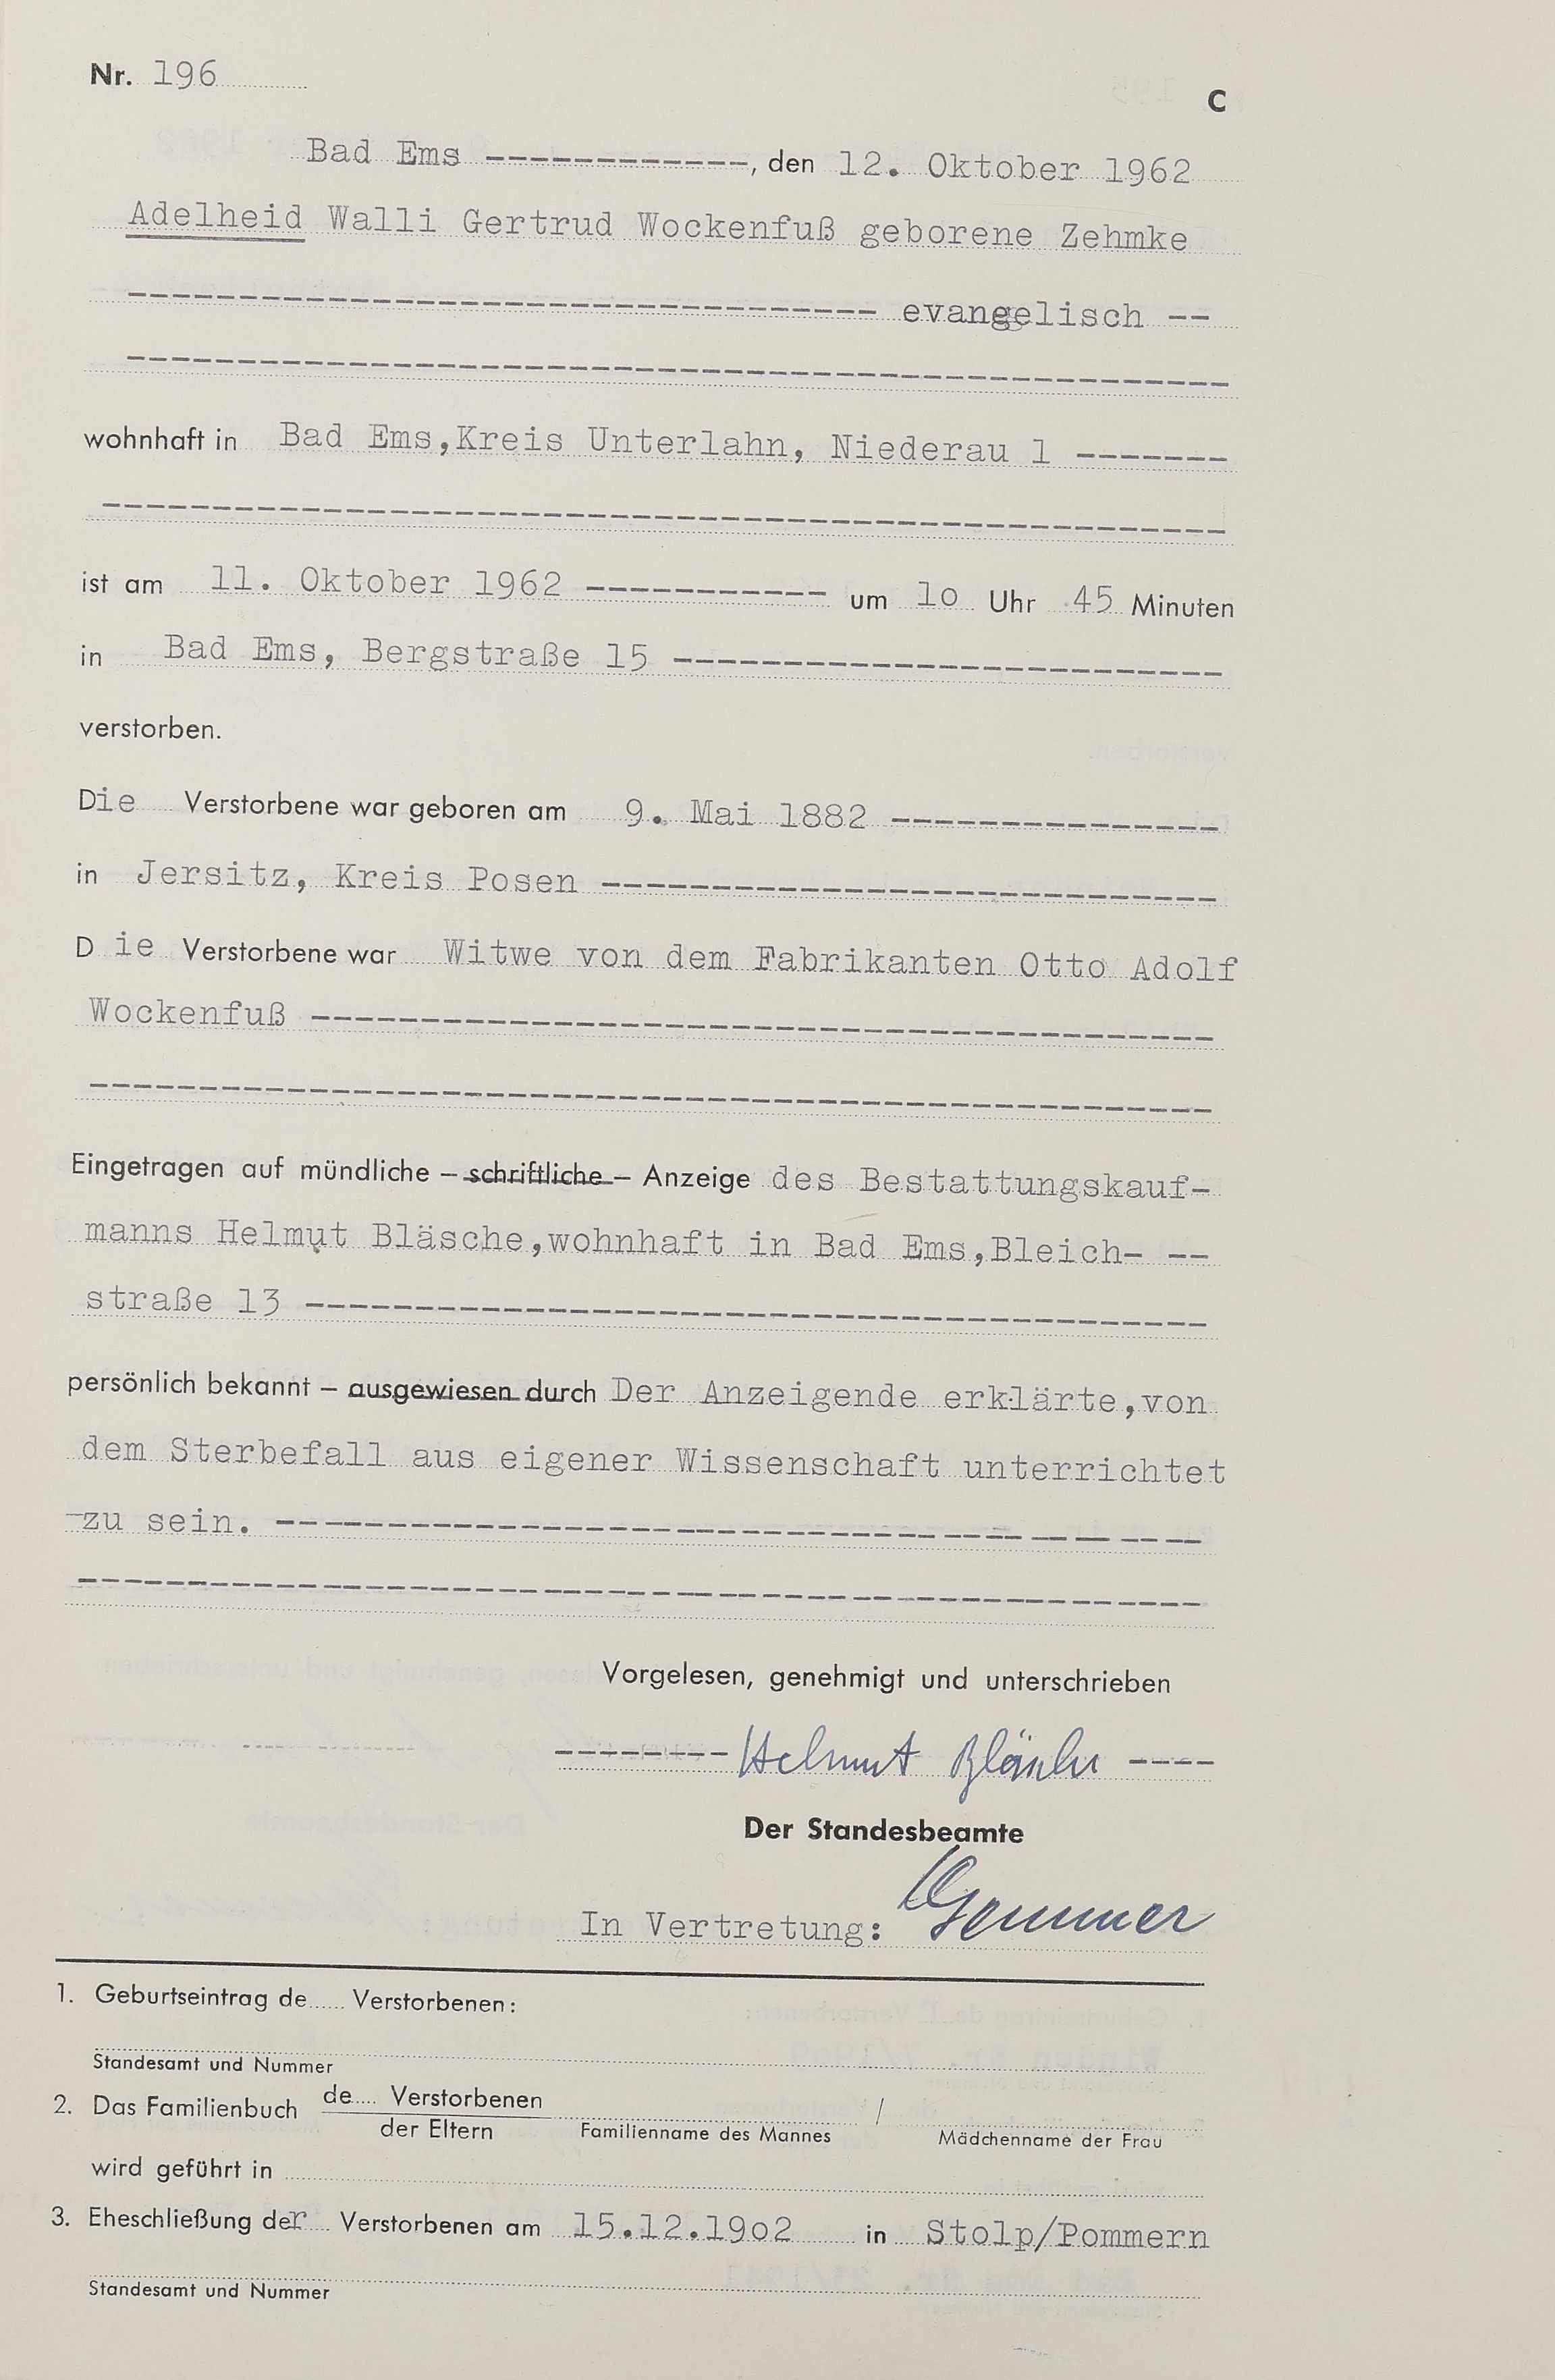 Nr. 196
C
Bad Ems ------------, den 12. Oktober 1962
Adelheid Walli Gertrud Wockenfuß geborene Zehmke
---------------------------------- evangelisch --
--------------------------------------------------
wohnhaft in Bad Ems,Kreis Unterlahn, Niederau 1 -------
---------------------------------------------------
ist am 11. Oktober 1962 ----------- um 1o Uhr 45 Minuten
in Bad Ems, Bergstraße 15 -------------------------
verstorben.
Die Verstorbene war geboren am 9. Mai 1882 ---------------
in Jersitz, Kreis Posen ----------------------------
Die Verstorbene war Witwe von dem Fabrikanten Otto Adolf
Wockenfuß -----------------------------------------
---------------------------------------------------
Eingetragen auf mündliche – schriftliche – Anzeige des Bestattungskauf-
manns Helmut Bläsche,wohnhaft in Bad Ems,Bleich- --
straße 13 -----------------------------------------
persönlich bekannt – ausgewiesen durch Der Anzeigende erklärte,von
dem Sterbefall aus eigener Wissenschaft unterrichtet
zu sein. ------------------------------------------
---------------------------------------------------
Vorgelesen, genehmigt und unterschrieben
-------- Helmut Bläsche ----
Der Standesbeamte
In Vertretung: Gemmer
1. Geburtseintrag de...... Verstorbenen:
Standesamt und Nummer
2. Das Familienbuch de.... Verstorbenen
der Eltern
/
Familienname des Mannes Mädchenname der Frau
wird geführt in
3. Eheschließung der Verstorbenen am 15.12.19o2 in Stolp/Pommern
Standesamt und Nummer